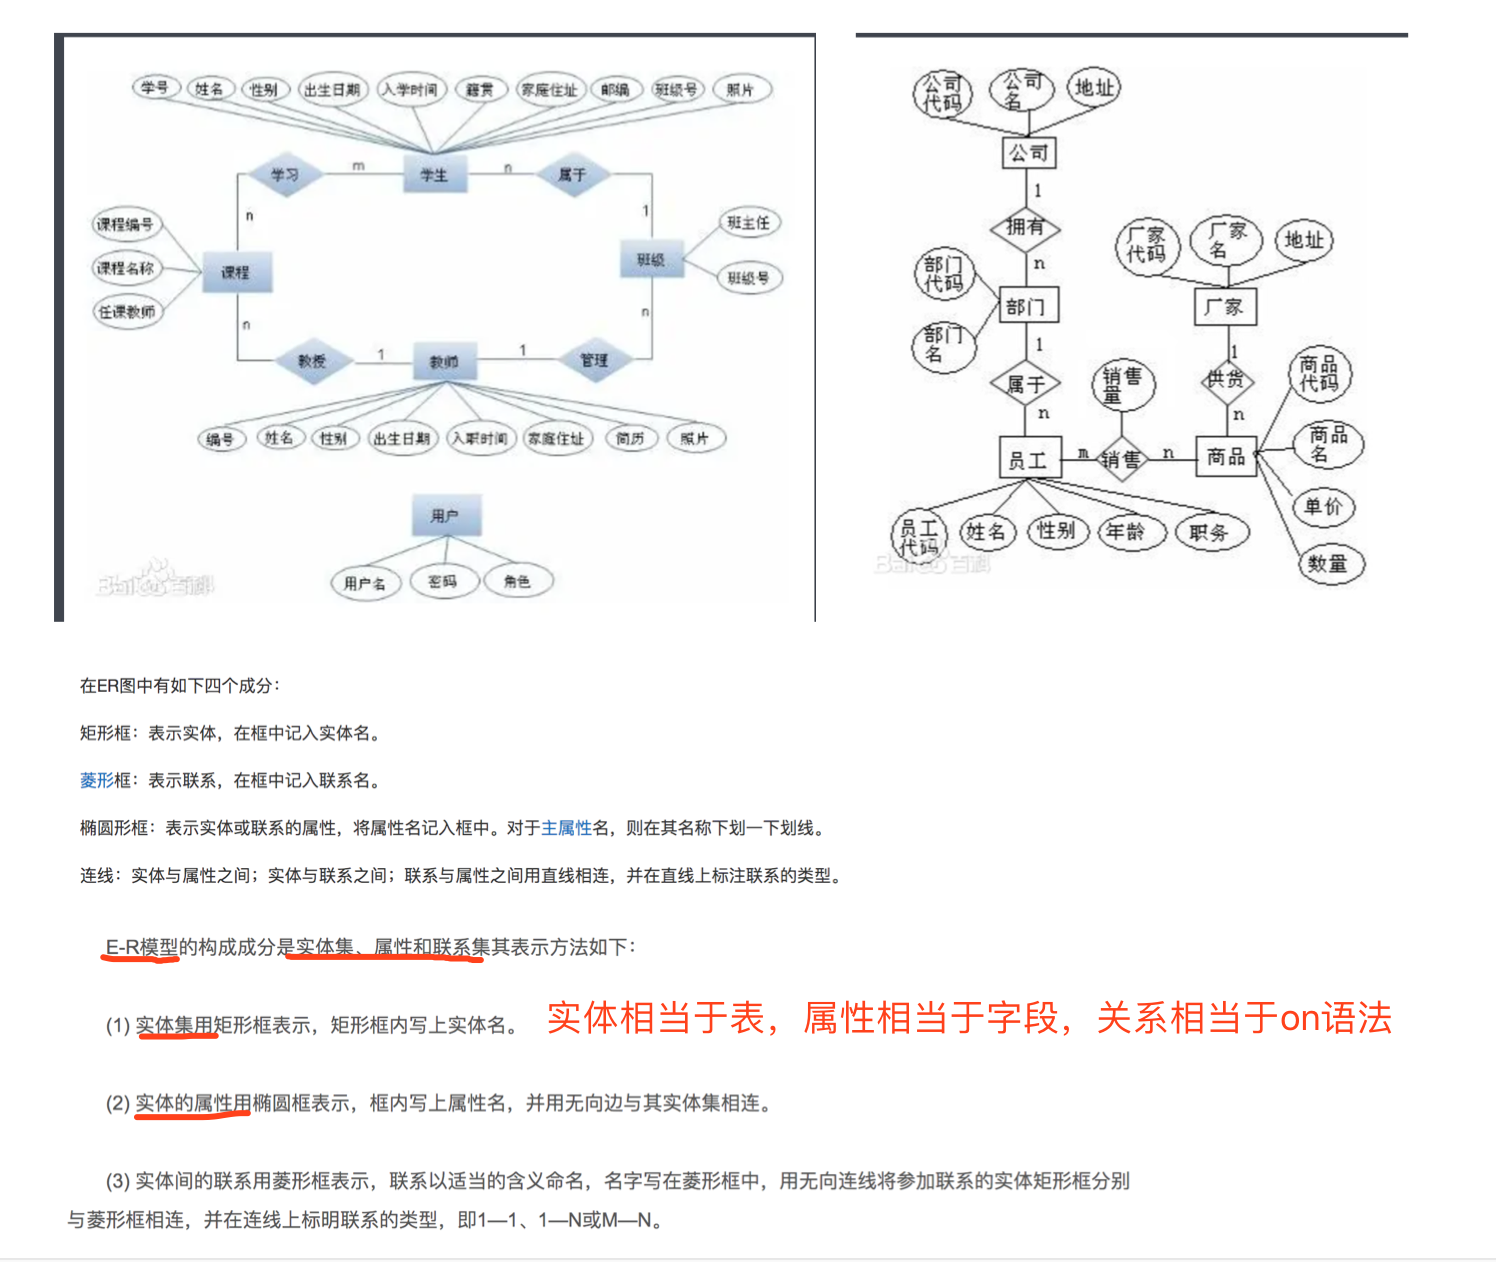 学号 姓名 性别 出生日期 入学时间 籍贯 家庭住址 邮编 班级号 照片
学习 m 学生 n 属于
n 1
课程编号 班主任
课程名称 课程 班级
任课教师 班级号
n n
教授 1 教师 1 管理
编号 姓名 性别 出生日期 入职时间 家庭住址 简历 照片
用户
用户名 密码 角色
Baidu百科
公司代码 公司名 地址
公司
1
拥有
n
部门代码 厂家代码 厂家名 地址
部门 厂家
部门名
1 1
属于 销售量 供货 商品代码
n n
员工 m 销售 n 商品 商品名
单价
员工代码 姓名 性别 年龄 职务
数量
Baidu百科
在ER图中有如下四个成分：
矩形框：表示实体，在框中记入实体名。
菱形框：表示联系，在框中记入联系名。
椭圆形框：表示实体或联系的属性，将属性名记入框中。对于主属性名，则在其名称下划一下划线。
连线：实体与属性之间；实体与联系之间；联系与属性之间用直线相连，并在直线上标注联系的类型。
E-R模型的构成成分是实体集、属性和联系集其表示方法如下：
(1) 实体集用矩形框表示，矩形框内写上实体名。
实体相当于表，属性相当于字段，关系相当于on语法
(2) 实体的属性用椭圆框表示，框内写上属性名，并用无向边与其实体集相连。
(3) 实体间的联系用菱形框表示，联系以适当的含义命名，名字写在菱形框中，用无向连线将参加联系的实体矩形框分别
与菱形框相连，并在连线上标明联系的类型，即1—1、1—N或M—N。